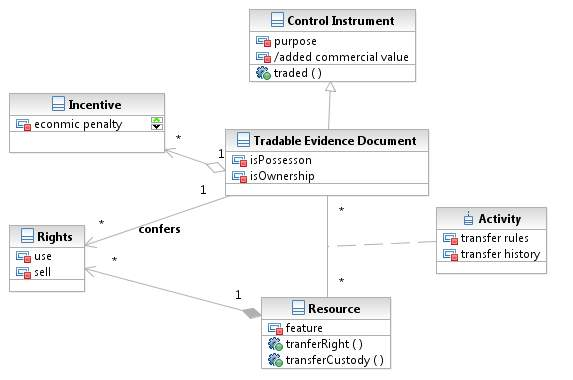 Control Instrument
purpose
/added commercial value
traded ( )
Incentive
econmic penalty
*
1
Tradable Evidence Document
isPossesson
isOwnership
1
*
confers
*
Rights
use
sell
*
Activity
transfer rules
transfer history
*
1
Resource
feature
tranferRight ( )
transferCustody ( )